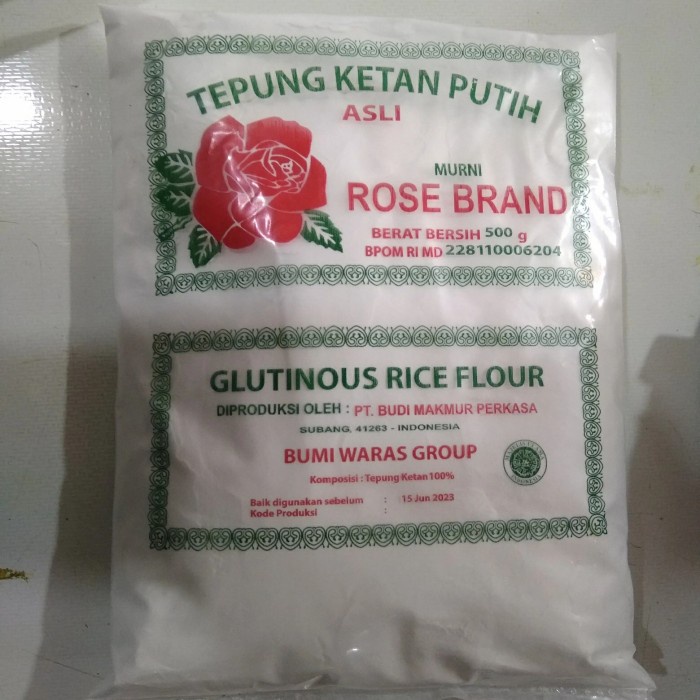 TEPUNG KETAN PUTIH
ASLI
MURNI
ROSE BRAND
BERAT BERSIH 500 g
BPOM RI MD 228110006204
GLUTINOUS RICE FLOUR
DIPRODUKSI OLEH : PT. BUDI MAKMUR PERKASA
SUBANG, 41263 - INDONESIA
BUMI WARAS GROUP
Komposisi : Tepung Ketan 100%
Baik digunakan sebelum : 15 Jun 2023
Kode Produksi :